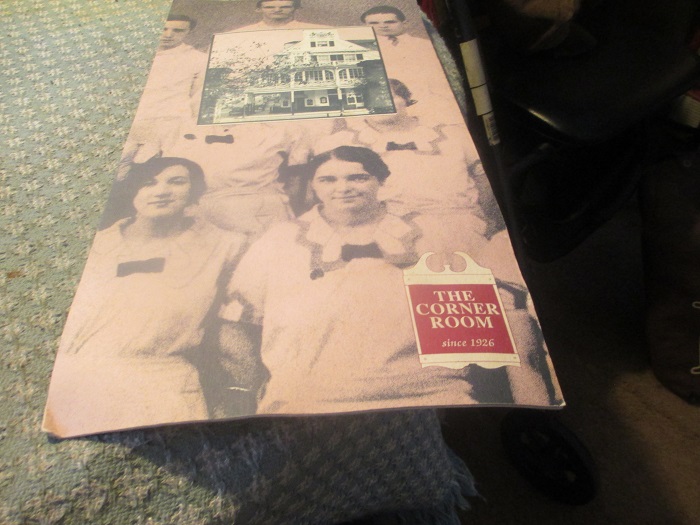 THE
CORNER
ROOM
since 1926